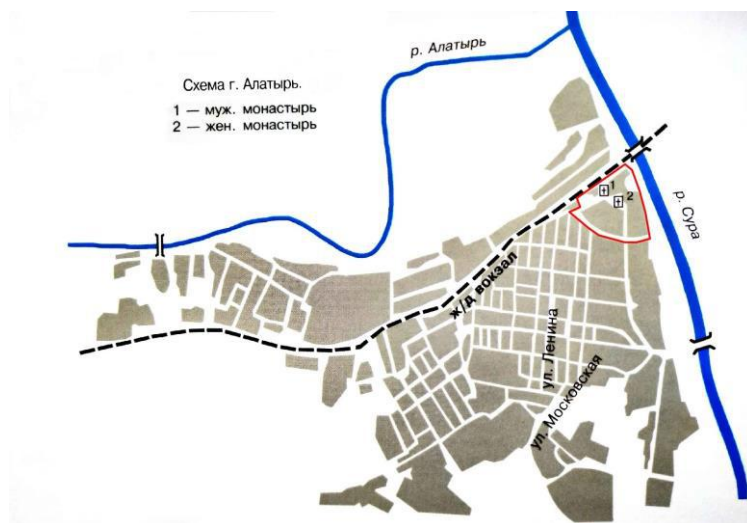 р. Алатырь
Схема г. Алатырь.
1 — муж. монастырь
2 — жен. монастырь
1
2
р. Сура
ж/д вокзал
ул. Ленина
ул. Московская